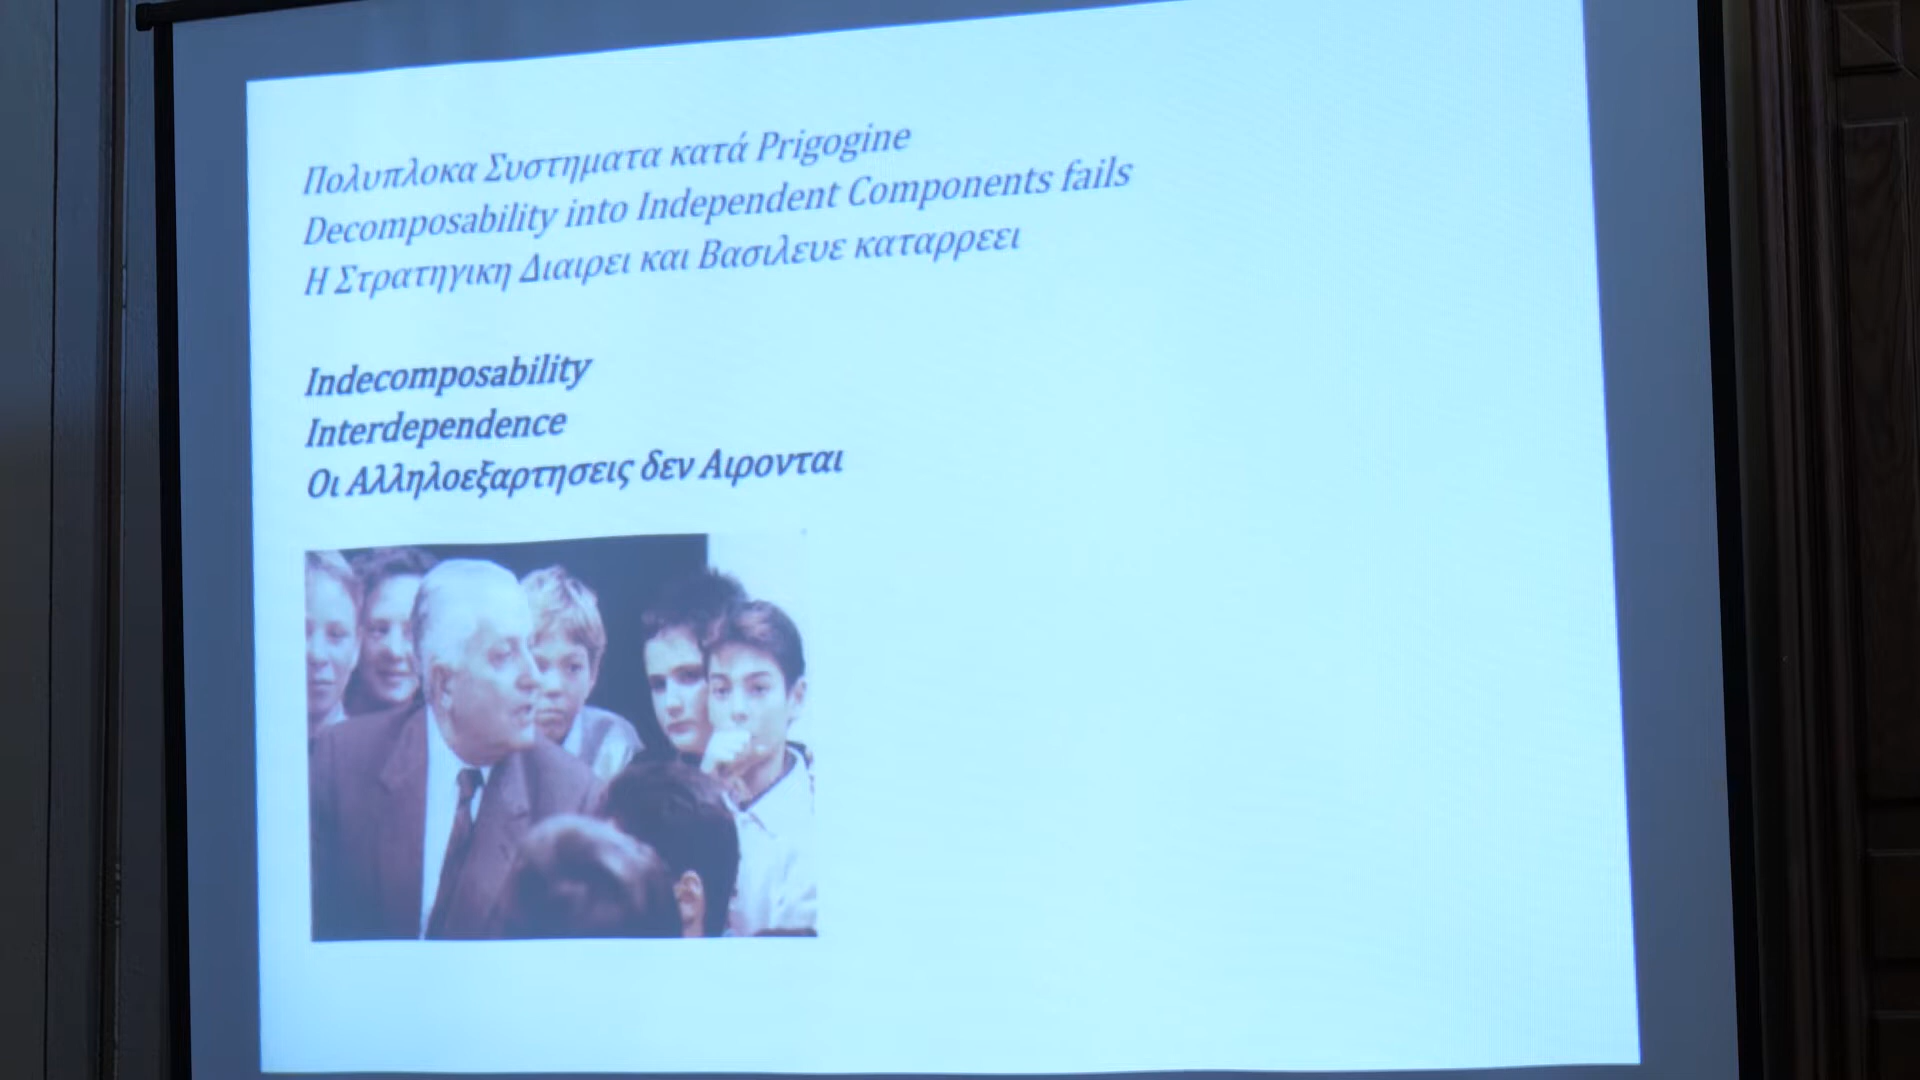 Πολυπλοκα Συστηματα κατά Prigogine
Decomposability into Independent Components fails
Η Στρατηγικη Διαιρει και Βασιλευε καταρρεει
Indecomposability
Interdependence
Οι Αλληλοεξαρτησεις δεν Αιρονται